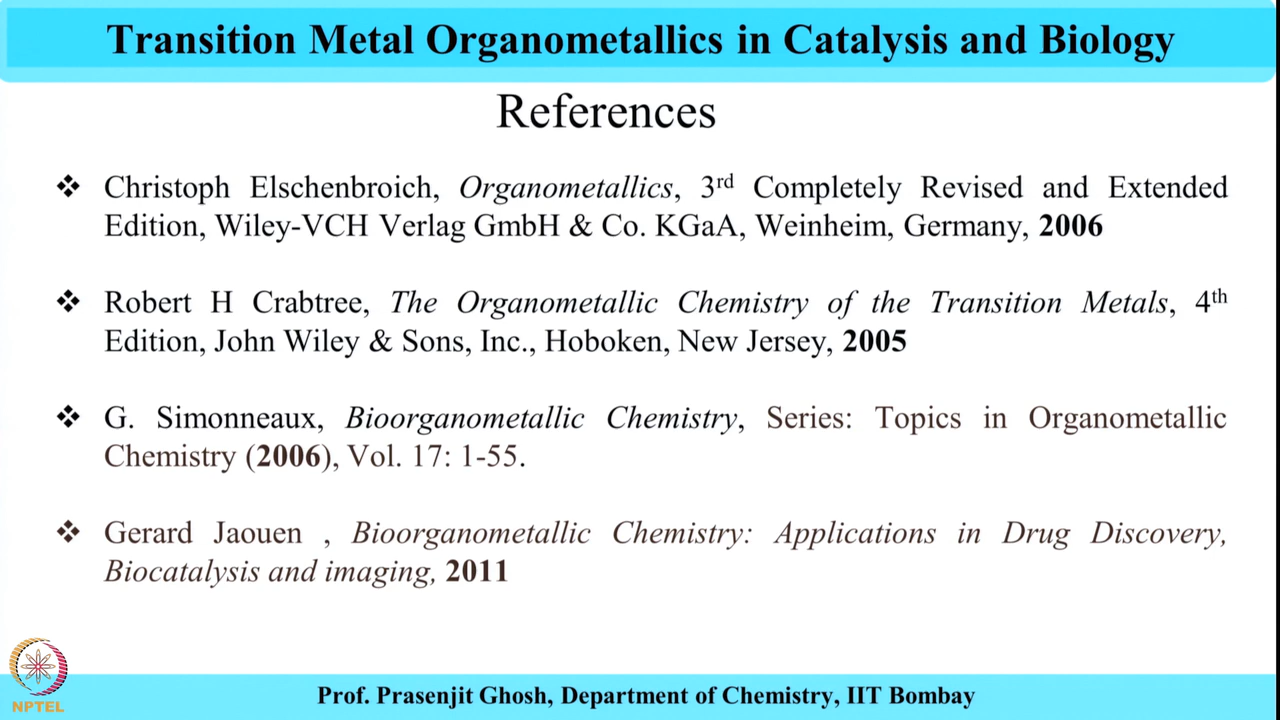 Transition Metal Organometallics in Catalysis and Biology
References
❖ Christoph Elschenbroich, Organometallics, 3rd Completely Revised and Extended
Edition, Wiley-VCH Verlag GmbH & Co. KGaA, Weinheim, Germany, 2006
❖ Robert H Crabtree, The Organometallic Chemistry of the Transition Metals, 4th
Edition, John Wiley & Sons, Inc., Hoboken, New Jersey, 2005
❖ G. Simonneaux, Bioorganometallic Chemistry, Series: Topics in Organometallic
Chemistry (2006), Vol. 17: 1-55.
❖ Gerard Jaouen , Bioorganometallic Chemistry: Applications in Drug Discovery,
Biocatalysis and imaging, 2011
NPTEL
Prof. Prasenjit Ghosh, Department of Chemistry, IIT Bombay